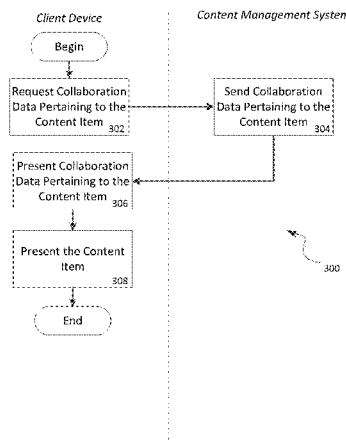 Client Device
Content Management System
Begin
Request Collaboration
Data Pertaining to the
Content Item
302
Send Collaboration
Data Pertaining to the
Content Item
304
Present Collaboration
Data Pertaining to the
Content Item
306
Present the Content
Item
308
300
End